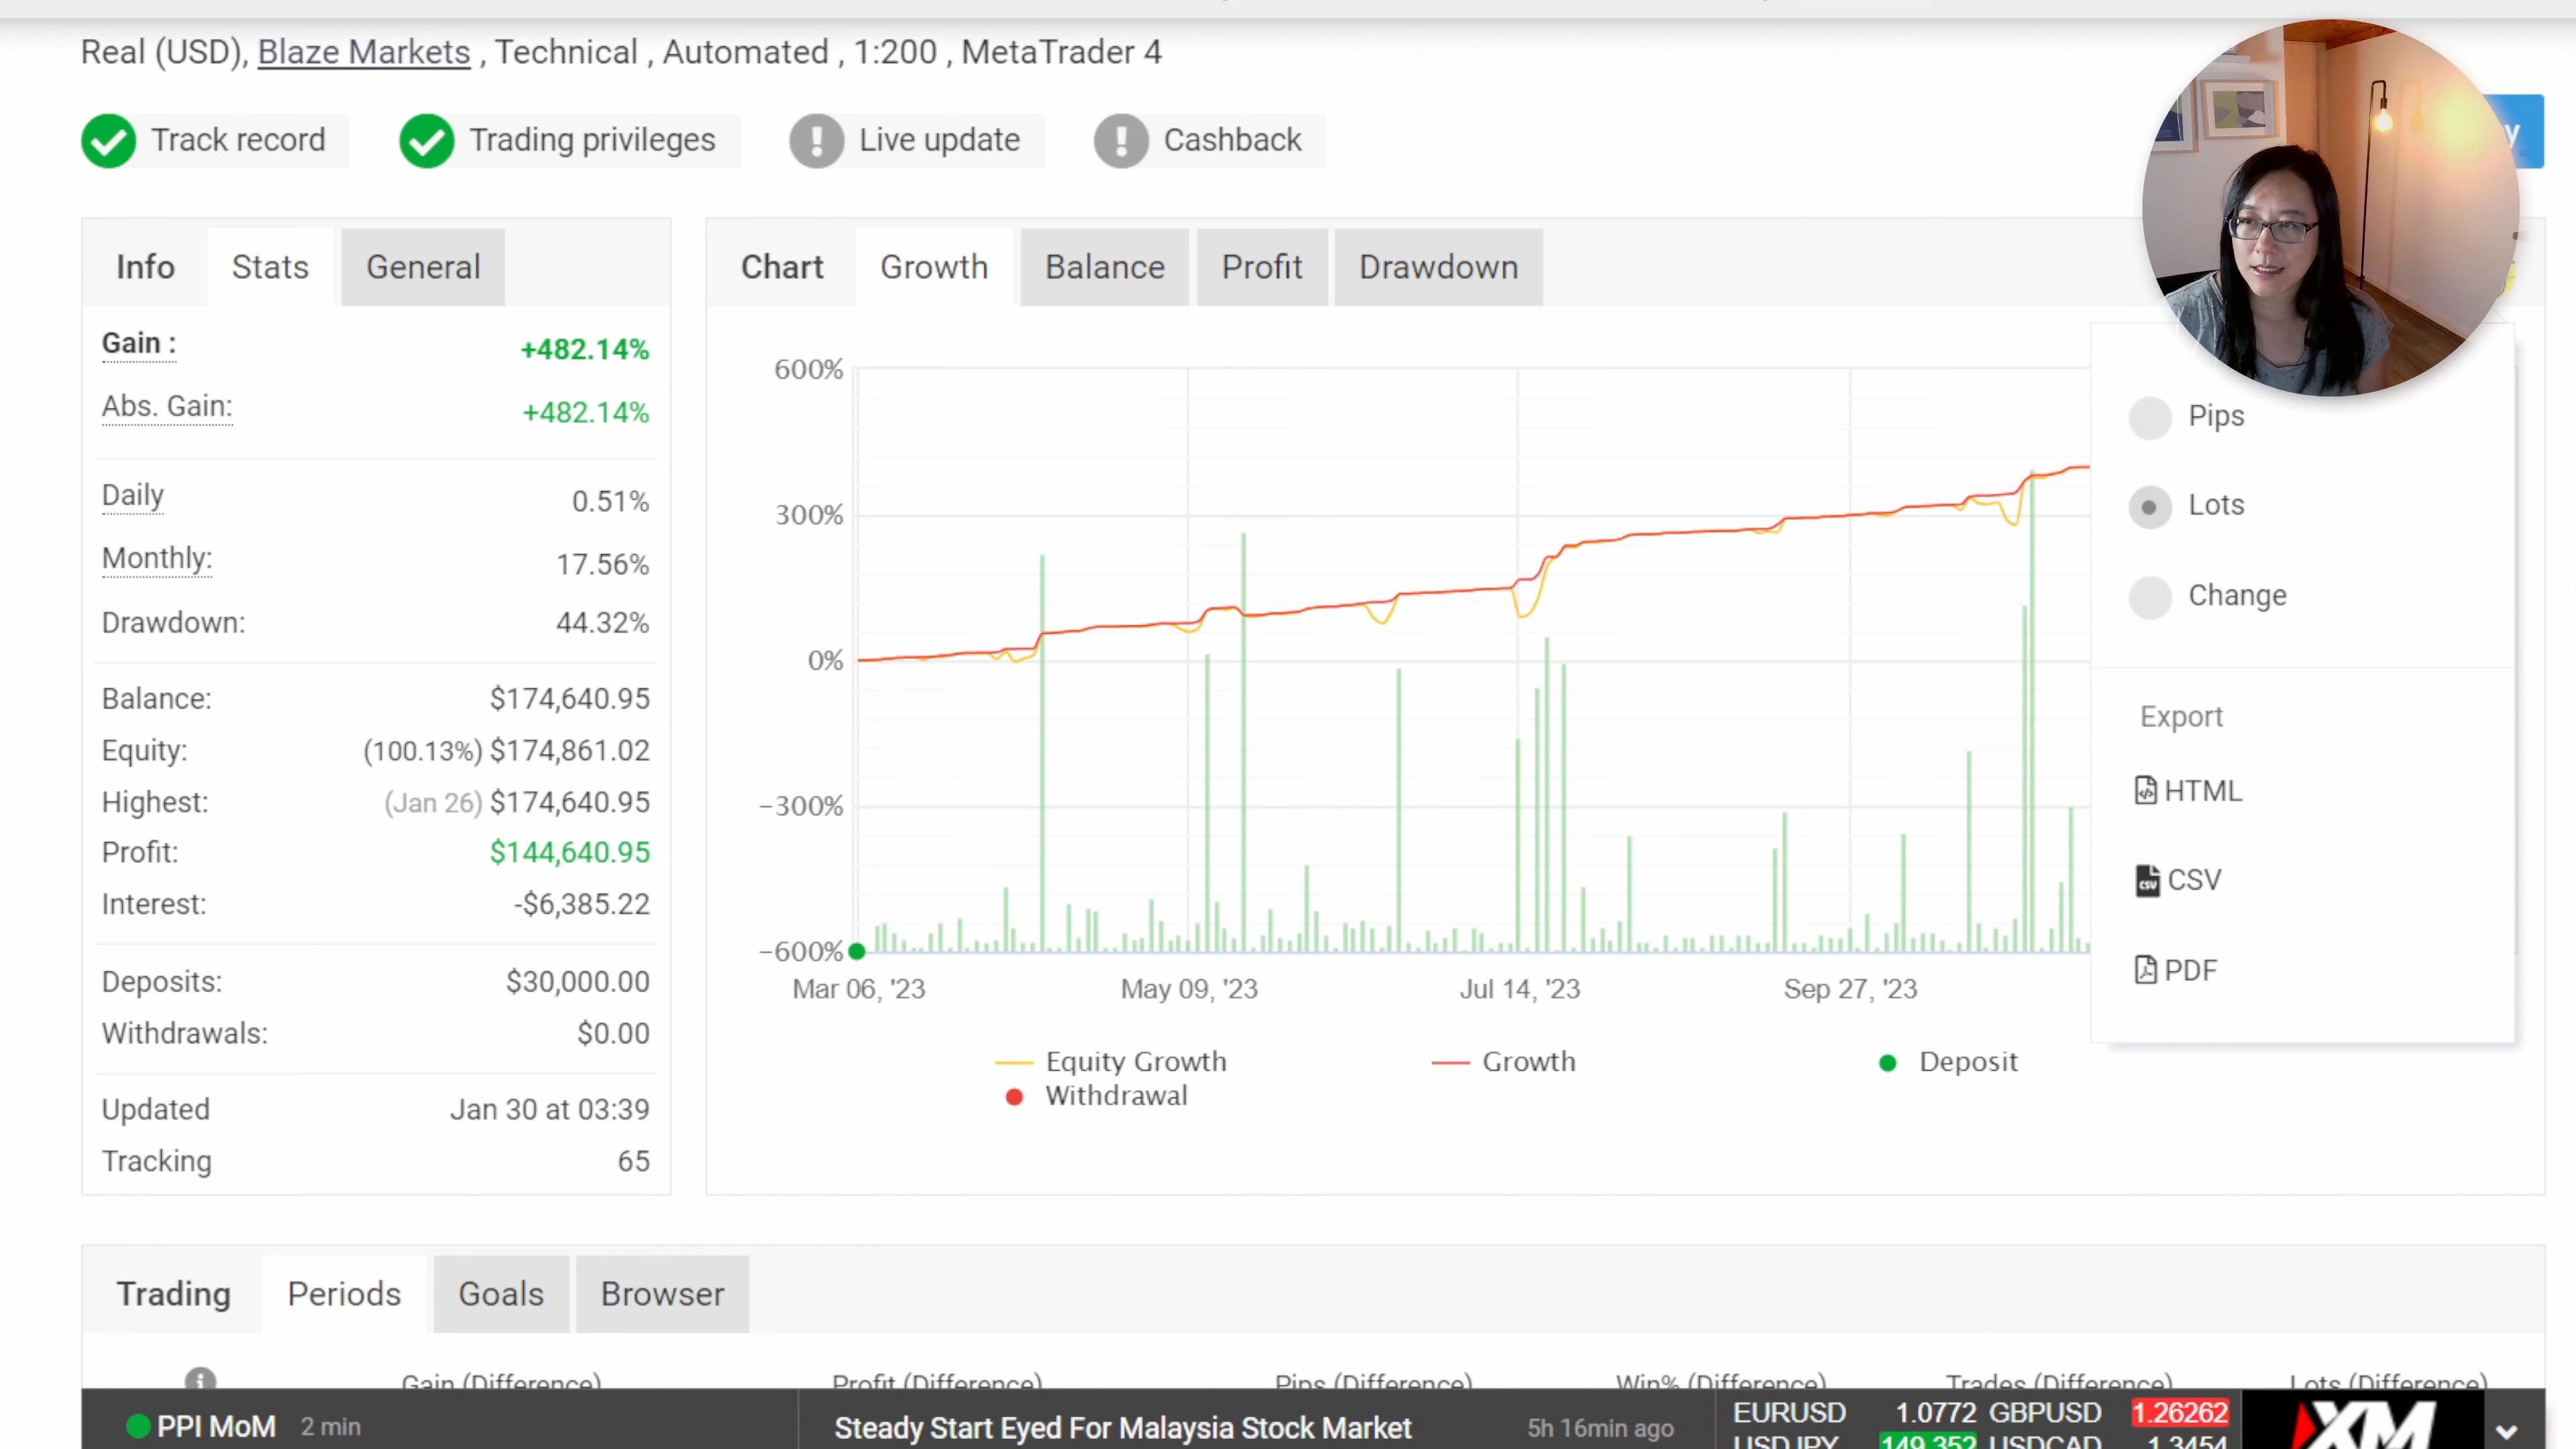 Real (USD), Blaze Markets , Technical , Automated , 1:200 , MetaTrader 4
Track record
Trading privileges
Live update
Cashback
Info
Stats
General
Gain : +482.14%
Abs. Gain: +482.14%
Daily 0.51%
Monthly: 17.56%
Drawdown: 44.32%
Balance: $174,640.95
Equity: (100.13%) $174,861.02
Highest: (Jan 26) $174,640.95
Profit: $144,640.95
Interest: -$6,385.22
Deposits: $30,000.00
Withdrawals: $0.00
Updated Jan 30 at 03:39
Tracking 65
Chart
Growth
Balance
Profit
Drawdown
600%
300%
0%
-300%
-600%
Mar 06, '23
May 09, '23
Jul 14, '23
Sep 27, '23
Equity Growth
Growth
Deposit
Withdrawal
Pips
Lots
Change
Export
HTML
CSV
PDF
Trading
Periods
Goals
Browser
Gain (Difference) Profit (Difference) Pips (Difference) Win% (Difference) Trades (Difference) Lots (Difference)
PPI MoM 2 min
Steady Start Eyed For Malaysia Stock Market 5h 16min ago
EURUSD 1.0772 GBPUSD 1.26262
USDJPY 149.352 USDCAD 1.3454
XM